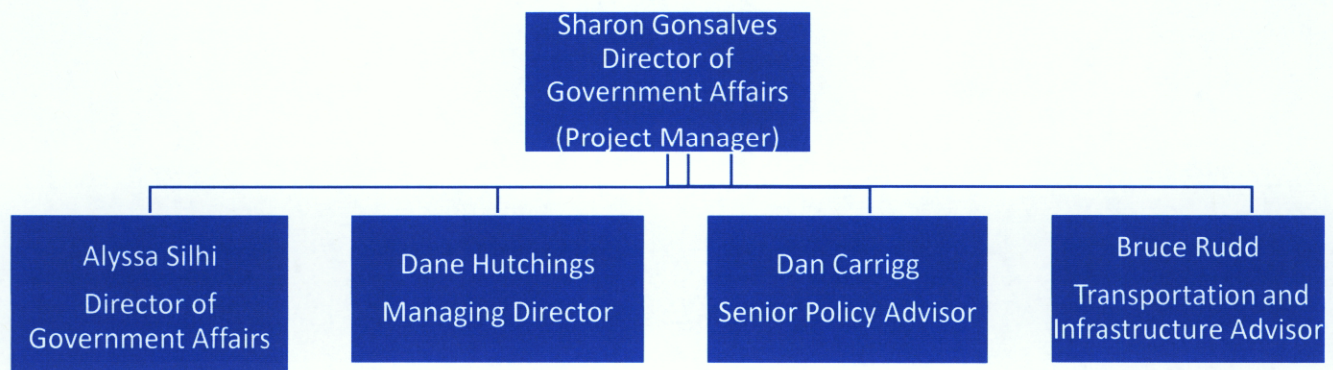 Sharon Gonsalves
Director of
Government Affairs
(Project Manager)
Alyssa Silhi
Director of
Government Affairs
Dane Hutchings
Managing Director
Dan Carrigg
Senior Policy Advisor
Bruce Rudd
Transportation and
Infrastructure Advisor